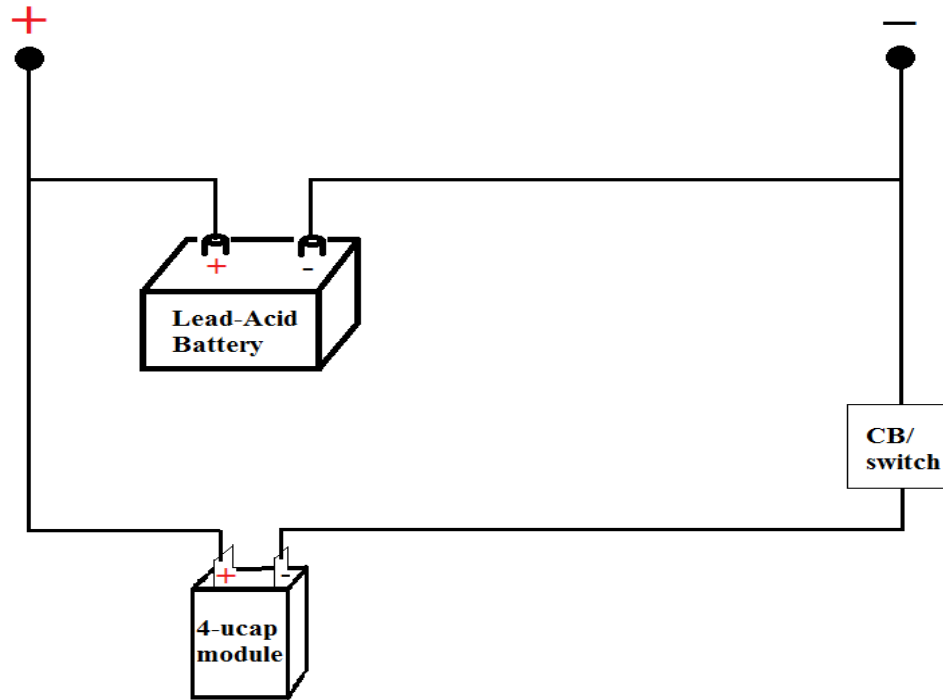 + −
+ -
Lead-Acid
Battery
CB/
switch
+ -
4-ucap
module